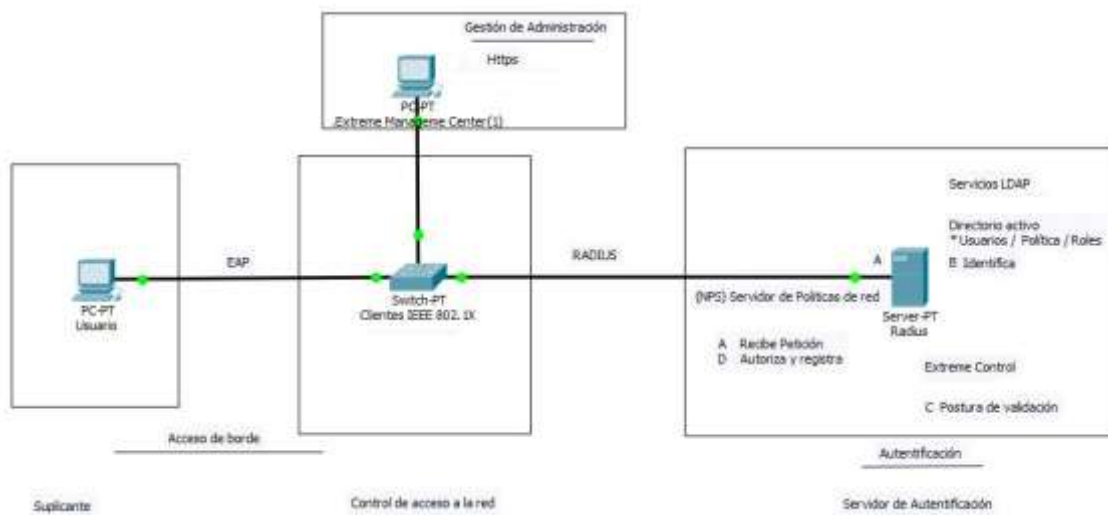 Gestión de Administración
Https
PC-PT
Extreme Manageme Center(1)
Servicios LDAP
Directorio activo
*Usuarios / Política / Roles
EAP
RADIUS
A
B Identifica
PC-PT
Usuario
Switch-PT
Clientes IEEE 802.1X
(NPS) Servidor de Políticas de red
Server-PT
Radius
A Recibe Petición
D Autoriza y registra
Extreme Control
C Postura de validación
Acceso de borde
Autentificación
Suplicante
Control de acceso a la red
Servidor de Autentificación